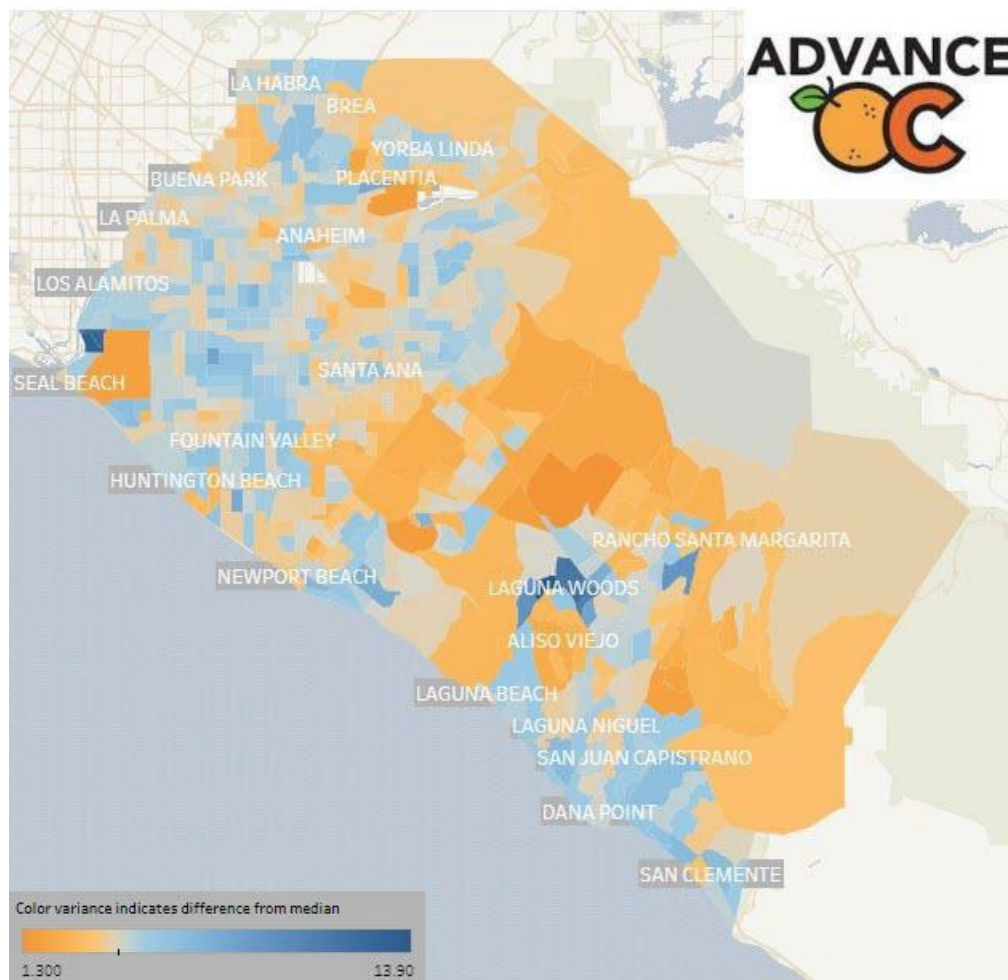 ADVANCE
OC
LA HABRA
BREA
YORBA LINDA
BUENA PARK
PLACENTIA
LA PALMA
ANAHEIM
LOS ALAMITOS
SANTA ANA
SEAL BEACH
FOUNTAIN VALLEY
HUNTINGTON BEACH
RANCHO SANTA MARGARITA
NEWPORT BEACH
LAGUNA WOODS
ALISO VIEJO
LAGUNA BEACH
LAGUNA NIGUEL
SAN JUAN CAPISTRANO
DANA POINT
SAN CLEMENTE
Color variance indicates difference from median
1.300 13.90